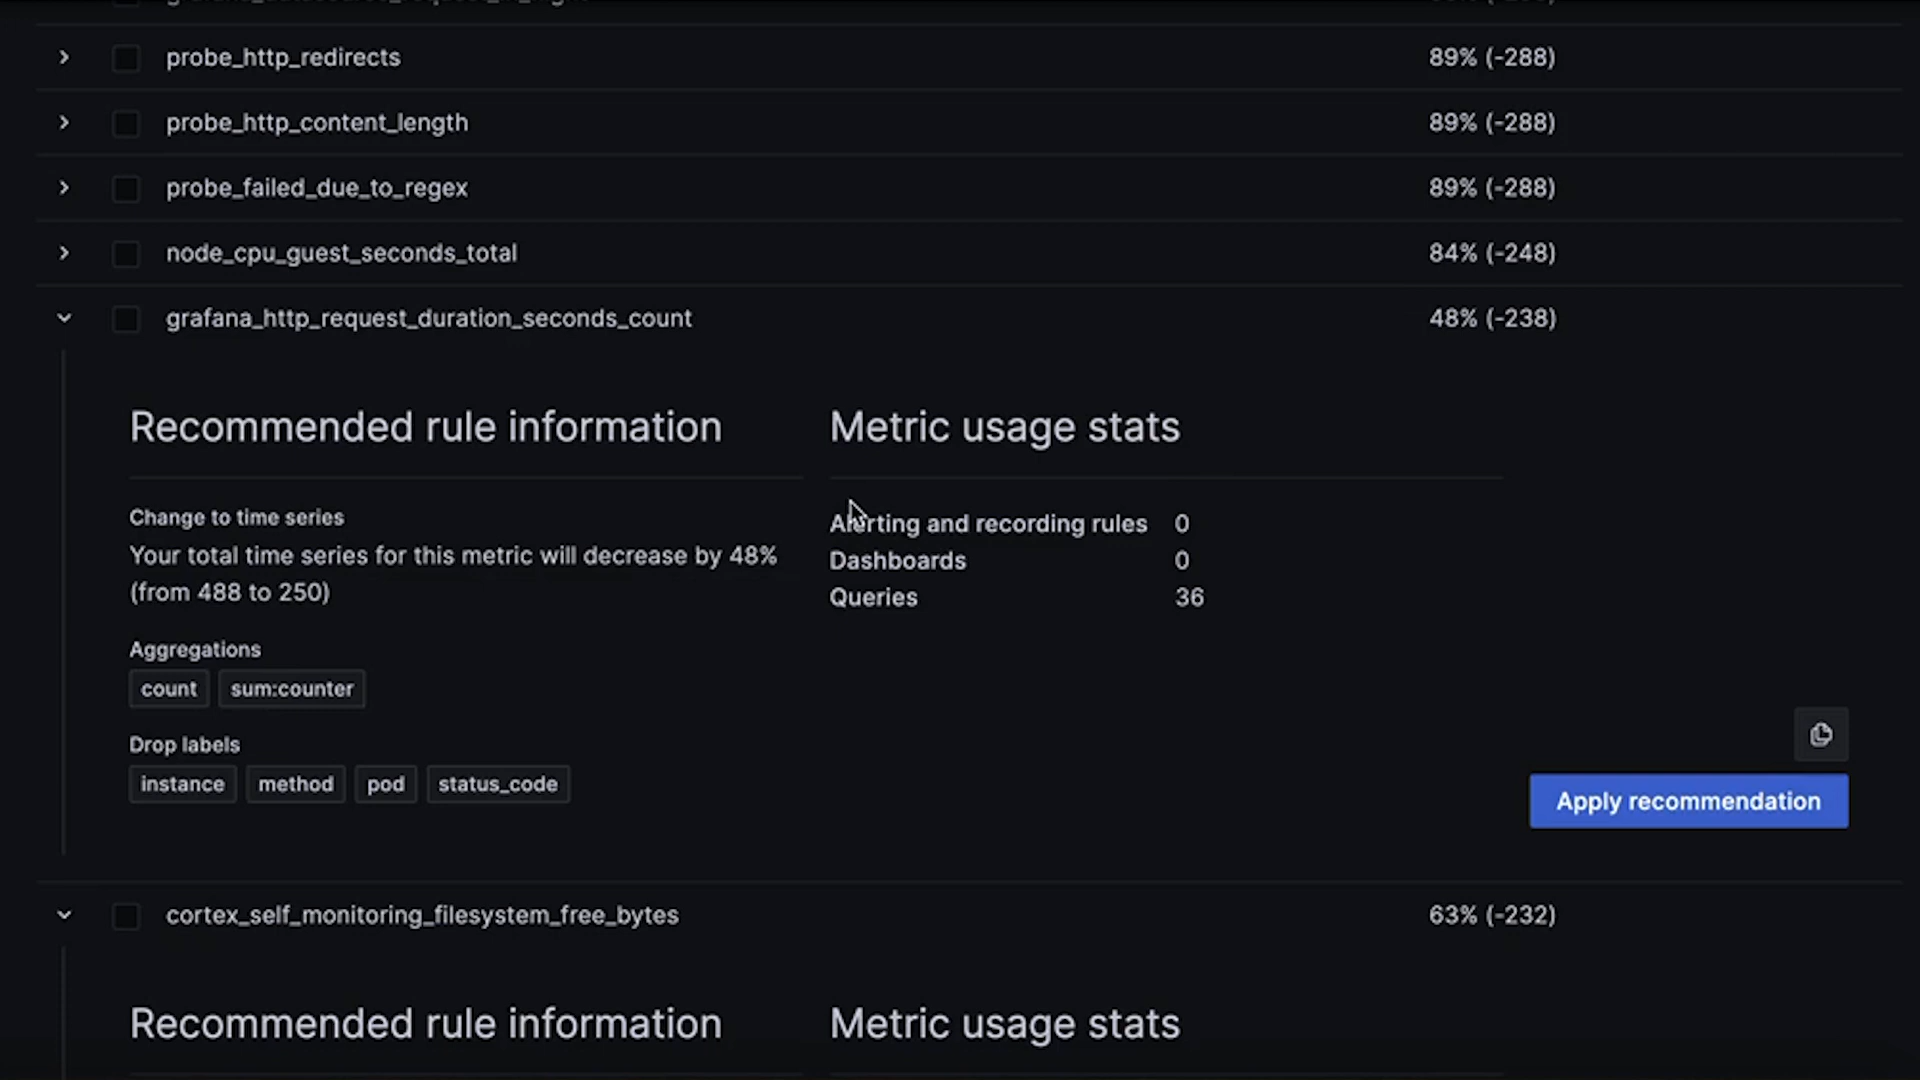 probe_http_redirects 89% (-288)
probe_http_content_length 89% (-288)
probe_failed_due_to_regex 89% (-288)
node_cpu_guest_seconds_total 84% (-248)
grafana_http_request_duration_seconds_count 48% (-238)
Recommended rule information
Change to time series
Your total time series for this metric will decrease by 48%
(from 488 to 250)
Aggregations
count sum:counter
Drop labels
instance method pod status_code
Metric usage stats
Alerting and recording rules 0
Dashboards 0
Queries 36
Apply recommendation
cortex_self_monitoring_filesystem_free_bytes 63% (-232)
Recommended rule information
Metric usage stats